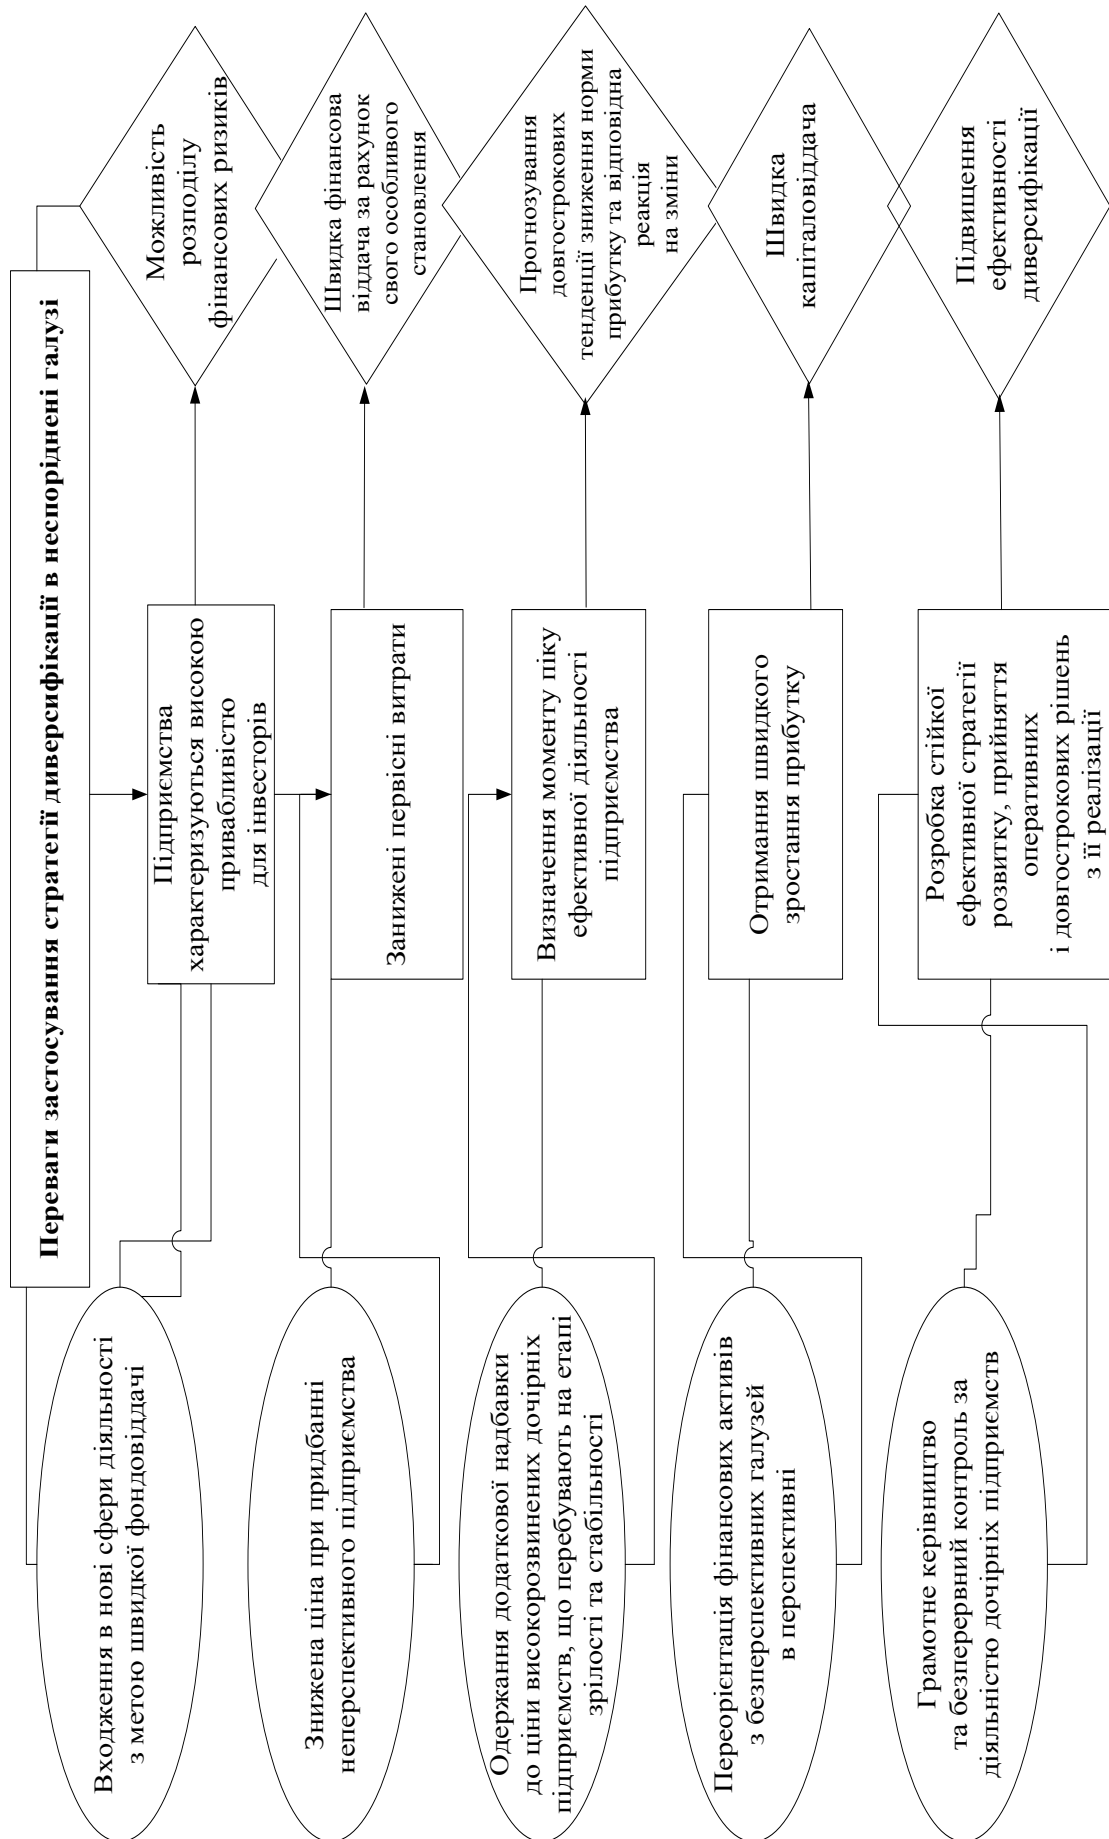 Переваги застосування стратегії диверсифікації в неспоріднені галузі
Входження в нові сфери діяльності
з метою швидкої фондовіддачі
Підприємства
характеризуються високою
привабливістю
для інвесторів
Можливість
розподілу
фінансових ризиків
Знижена ціна при придбанні
неперспективного підприємства
Занижені первісні витрати
Швидка фінансова
віддача за рахунок
свого особливого
становлення
Одержання додаткової надбавки
до ціни високорозвинених дочірніх
підприємств, що перебувають на етапі
зрілості та стабільності
Визначення моменту піку
ефективної діяльності
підприємства
Прогнозування
довгострокових
тенденції зниження норми
прибутку та відповідна
реакція
на зміни
Переорієнтація фінансових активів
з безперспективних галузей
в перспективні
Отримання швидкого
зростання прибутку
Швидка
капіталовіддача
Грамотне керівництво
та безперервний контроль за
діяльністю дочірніх підприємств
Розробка стійкої
ефективної стратегії
розвитку, прийняття
оперативних
і довгострокових рішень
з її реалізації
Підвищення
ефективності
диверсифікації